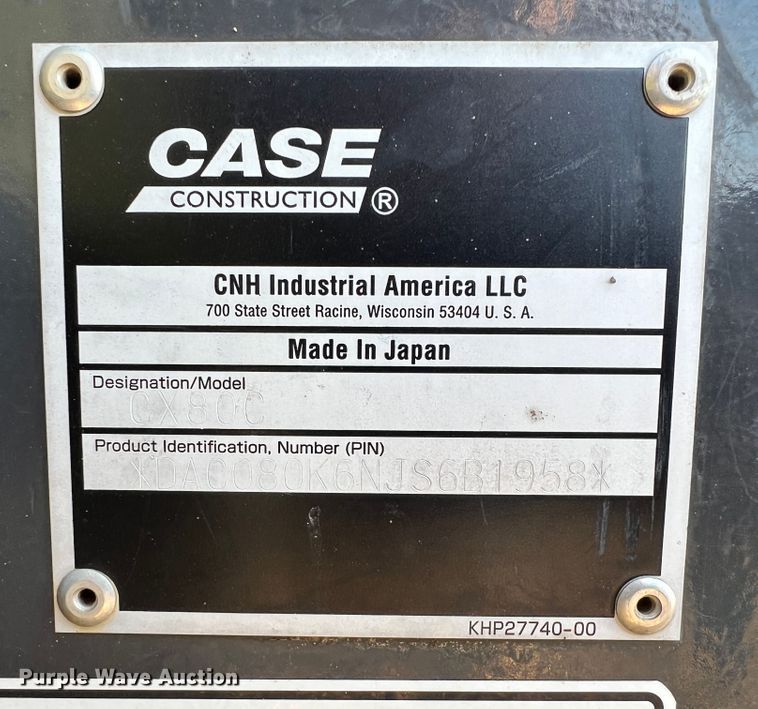 CASE
CONSTRUCTION ®
CNH Industrial America LLC
700 State Street Racine, Wisconsin 53404 U. S. A.
Made In Japan
Designation/Model
CX80C
Product Identification, Number (PIN)
*DAC080K6NJS6B1958*
KHP27740-00
Purple Wave Auction